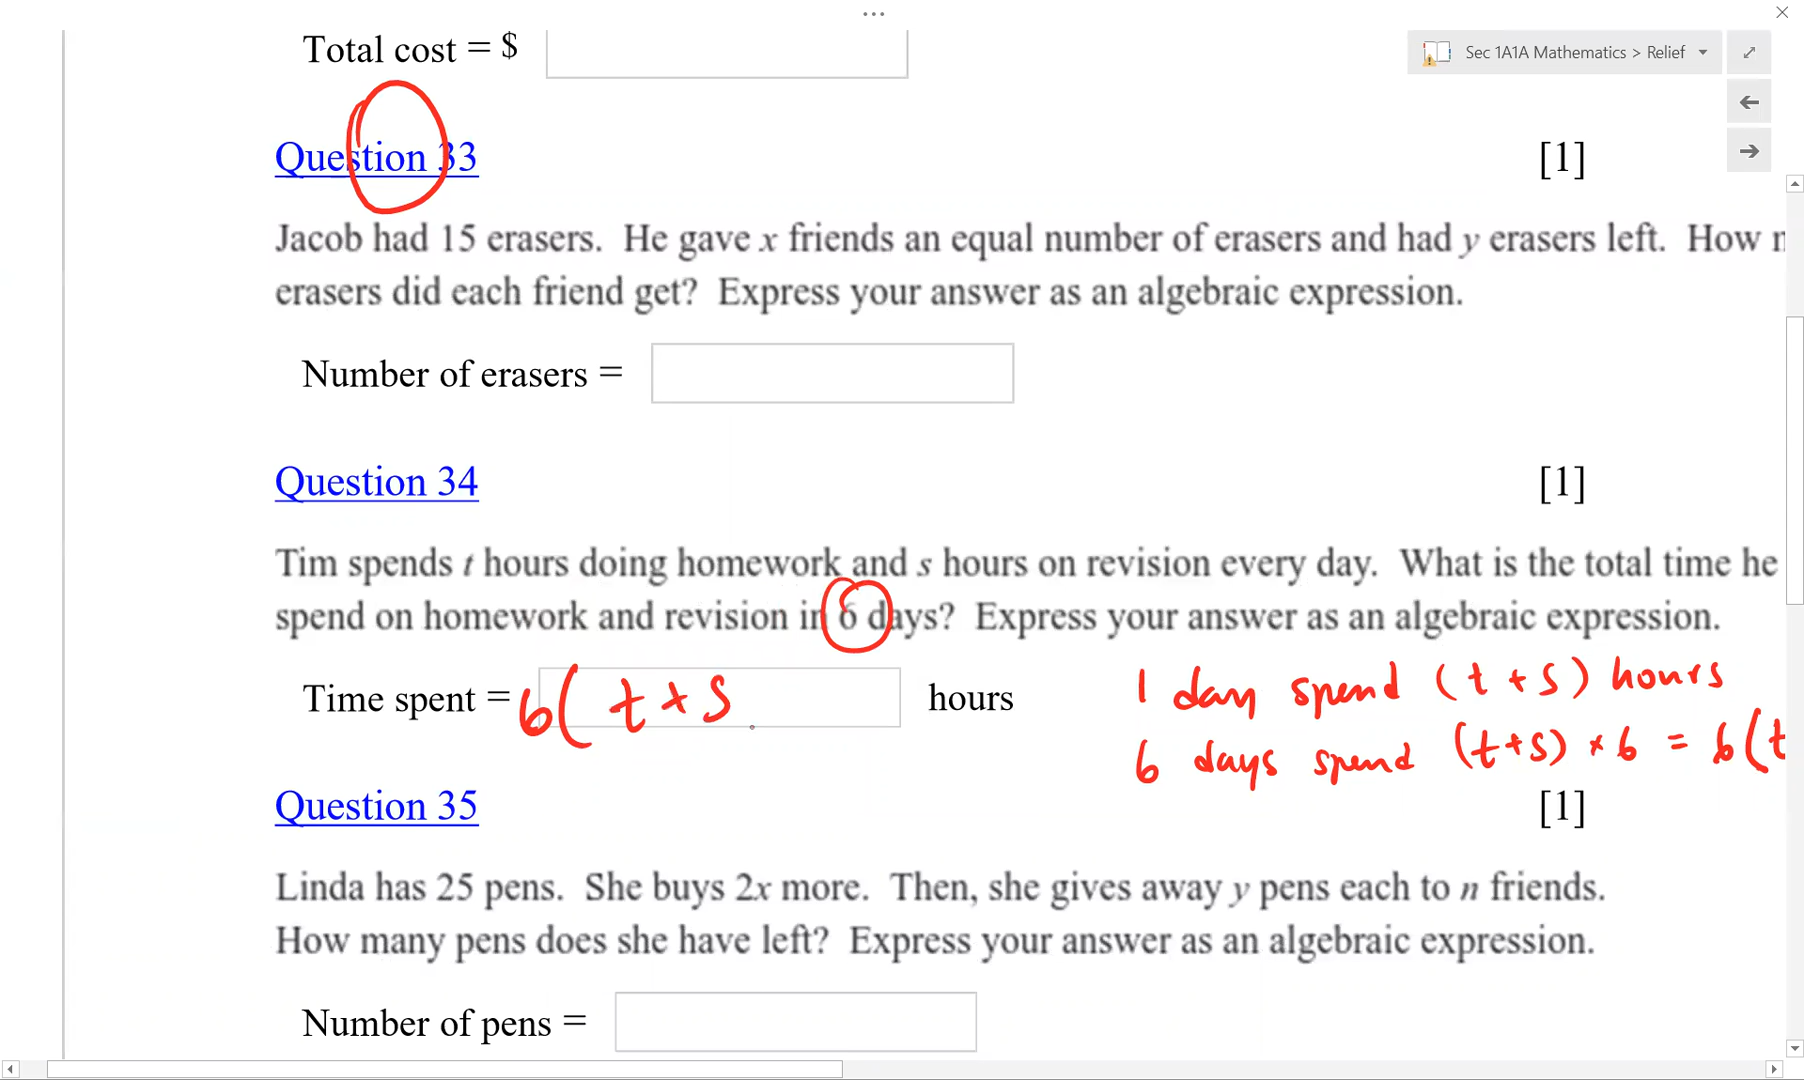 Total cost = $
Sec 1A1A Mathematics > Relief
Question 33 [1]
Jacob had 15 erasers. He gave x friends an equal number of erasers and had y erasers left. How
erasers did each friend get? Express your answer as an algebraic expression.
Number of erasers =
Question 34 [1]
Tim spends t hours doing homework and s hours on revision every day. What is the total time he
spend on homework and revision in 6 days? Express your answer as an algebraic expression.
Time spent = 6( t + s hours
1 day spend (t + s) hours
6 days spend (t+s) × 6 = 6(t
Question 35 [1]
Linda has 25 pens. She buys 2x more. Then, she gives away y pens each to n friends.
How many pens does she have left? Express your answer as an algebraic expression.
Number of pens =